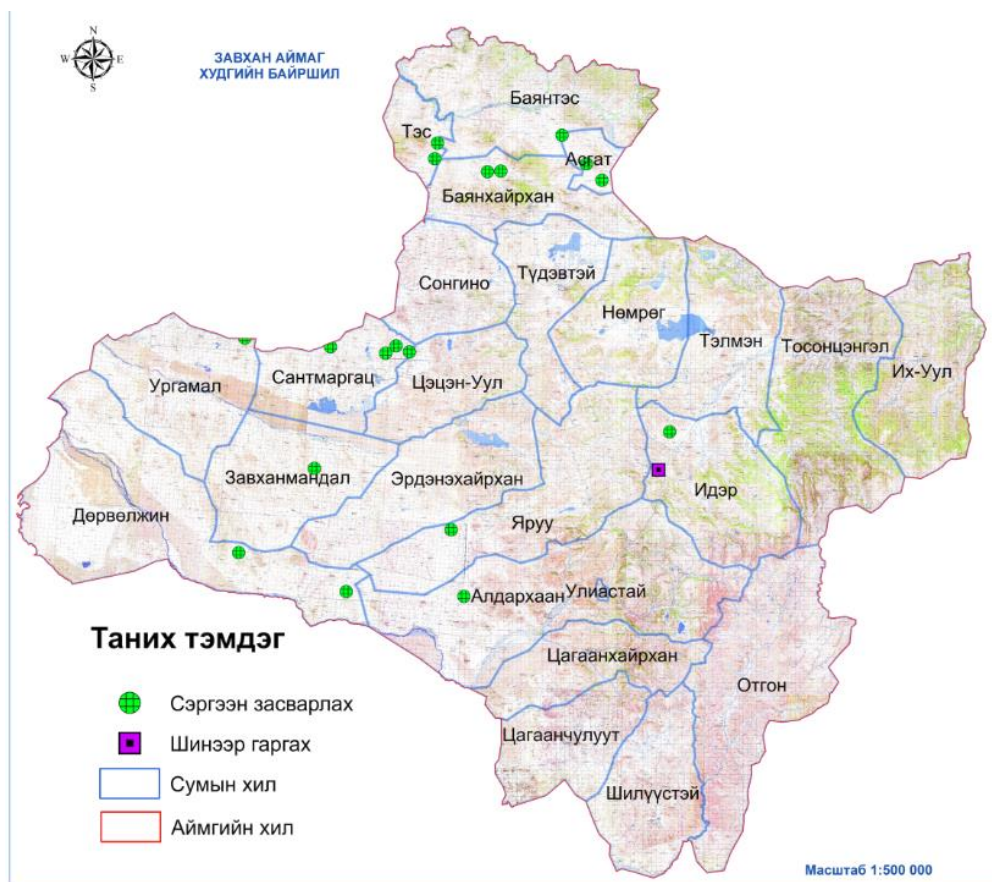 N
W
E
S
ЗАВХАН АЙМАГ
ХУДГИЙН БАЙРШИЛ
Баянтэс
Тэс
Асгат
Баянхайрхан
Түдэвтэй
Сонгино
Нөмрөг
Тэлмэн
Тосонцэнгэл
Их-Уул
Ургамал
Сантмаргац
Цэцэн-Уул
Завханмандал
Эрдэнэхайрхан
Идэр
Дөрвөлжин
Яруу
Алдархаан
Улиастай
Цагаанхайрхан
Отгон
Цагаанчулуут
Шилүүстэй
Таних тэмдэг
Сэргээн засварлах
Шинээр гаргах
Сумын хил
Аймгийн хил
Масштаб 1:500 000